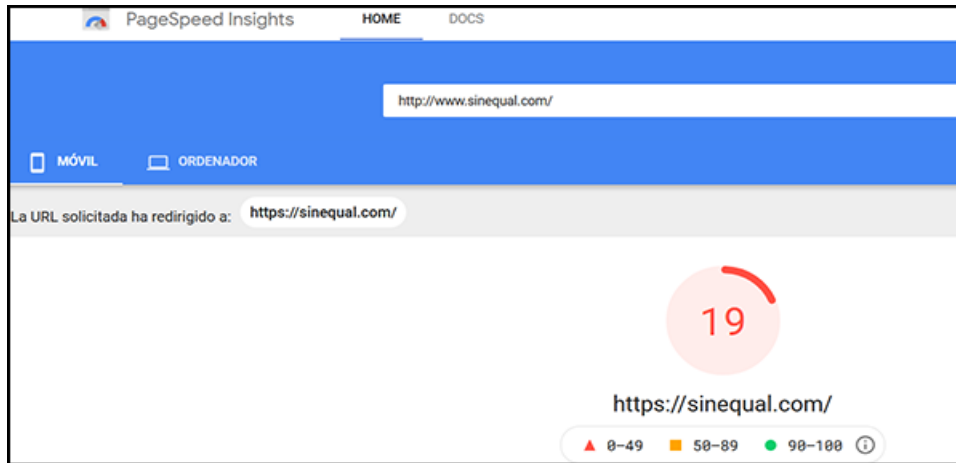 PageSpeed Insights HOME DOCS
http://www.sinequal.com/
MÓVIL ORDENADOR
La URL solicitada ha redirigido a: https://sinequal.com/
19
https://sinequal.com/
0–49 50–89 90–100